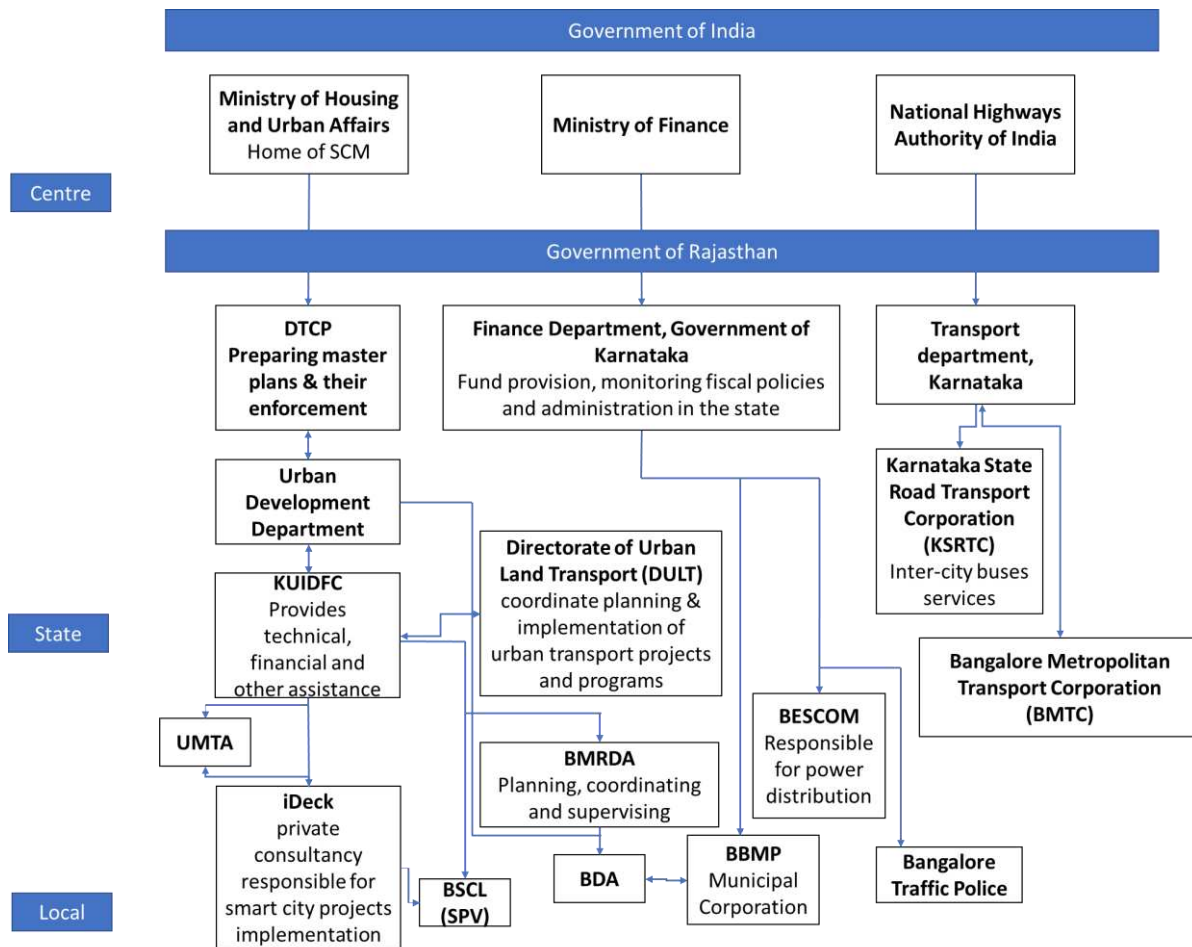 Government of India
Ministry of Housing
and Urban Affairs
Home of SCM
Ministry of Finance
National Highways
Authority of India
Centre
Government of Rajasthan
DTCP
Preparing master
plans & their
enforcement
Finance Department, Government of
Karnataka
Fund provision, monitoring fiscal policies
and administration in the state
Transport
department,
Karnataka
Urban
Development
Department
Karnataka State
Road Transport
Corporation
(KSRTC)
Inter-city buses
services
Directorate of Urban
Land Transport (DULT)
coordinate planning &
implementation of
urban transport projects
and programs
KUIDFC
Provides
technical,
financial and
other assistance
State
Bangalore Metropolitan
Transport Corporation
(BMTC)
BESCOM
Responsible
for power
distribution
UMTA
BMRDA
Planning, coordinating
and supervising
iDeck
private
consultancy
responsible for
smart city projects
implementation
BSCL
(SPV)
BDA
BBMP
Municipal
Corporation
Bangalore
Traffic Police
Local